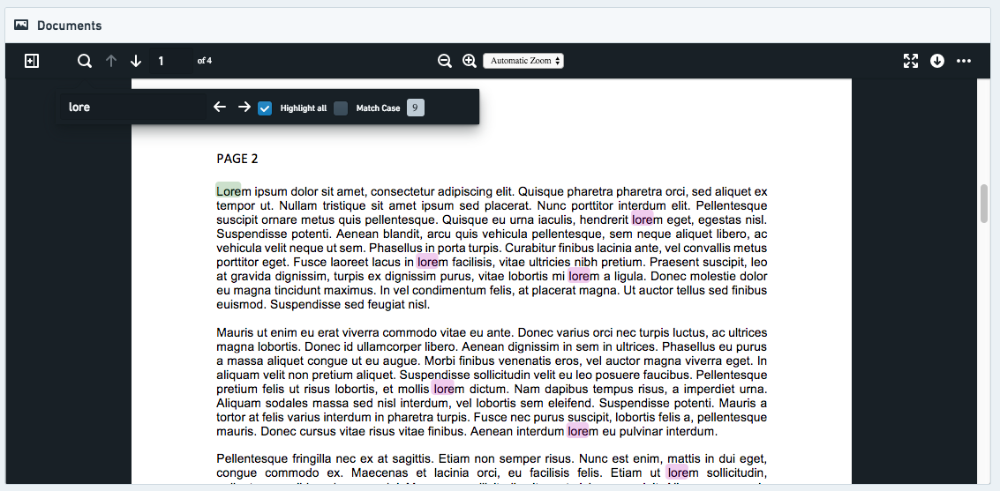 Documents
1 of 4 Automatic Zoom
lore Highlight all Match Case 9
PAGE 2
Lorem ipsum dolor sit amet, consectetur adipiscing elit. Quisque pharetra pharetra orci, sed aliquet ex
tempor ut. Nullam tristique sit amet ipsum sed placerat. Nunc porttitor interdum elit. Pellentesque
suscipit ornare metus quis pellentesque. Quisque eu urna iaculis, hendrerit lorem eget, egestas nisl.
Suspendisse potenti. Aenean blandit, arcu quis vehicula pellentesque, sem neque aliquet libero, ac
vehicula velit neque ut sem. Phasellus in porta turpis. Curabitur finibus lacinia ante, vel convallis metus
porttitor eget. Fusce laoreet lacus in lorem facilisis, vitae ultricies nibh pretium. Praesent suscipit, leo
at gravida dignissim, turpis ex dignissim purus, vitae lobortis mi lorem a ligula. Donec molestie dolor
eu magna tincidunt maximus. In vel condimentum felis, at placerat magna. Ut auctor tellus sed finibus
euismod. Suspendisse sed feugiat nisl.
Mauris ut enim eu erat viverra commodo vitae eu ante. Donec varius orci nec turpis luctus, ac ultrices
magna lobortis. Donec id ullamcorper libero. Aenean dignissim in sem in ultrices. Phasellus eu purus
a massa aliquet congue ut eu augue. Morbi finibus venenatis eros, vel auctor magna viverra eget. In
aliquam velit non pretium aliquet. Suspendisse sollicitudin velit eu leo posuere faucibus. Pellentesque
pretium felis ut risus lobortis, et mollis lorem dictum. Nam dapibus tempus risus, a imperdiet urna.
Aliquam sodales massa sed nisl interdum, vel lobortis sem eleifend. Suspendisse potenti. Mauris a
tortor at felis varius interdum in pharetra turpis. Fusce nec purus suscipit, lobortis felis a, pellentesque
mauris. Donec cursus vitae risus vitae finibus. Aenean interdum lorem eu pulvinar interdum.
Pellentesque fringilla nec ex at sagittis. Etiam non semper risus. Nunc est enim, mattis in dui eget,
congue commodo ex. Maecenas et lacinia orci, eu facilisis felis. Etiam ut lorem sollicitudin,